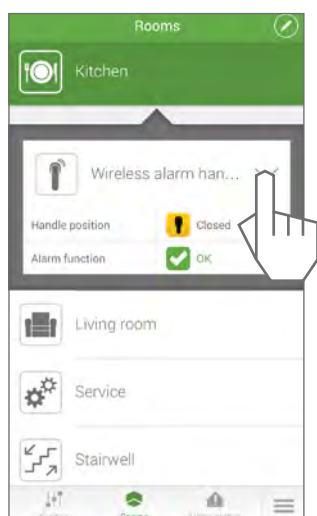 Rooms
Kitchen
Wireless alarm han...
Handle position
Closed
Alarm function
OK
Living room
Service
Stairwell